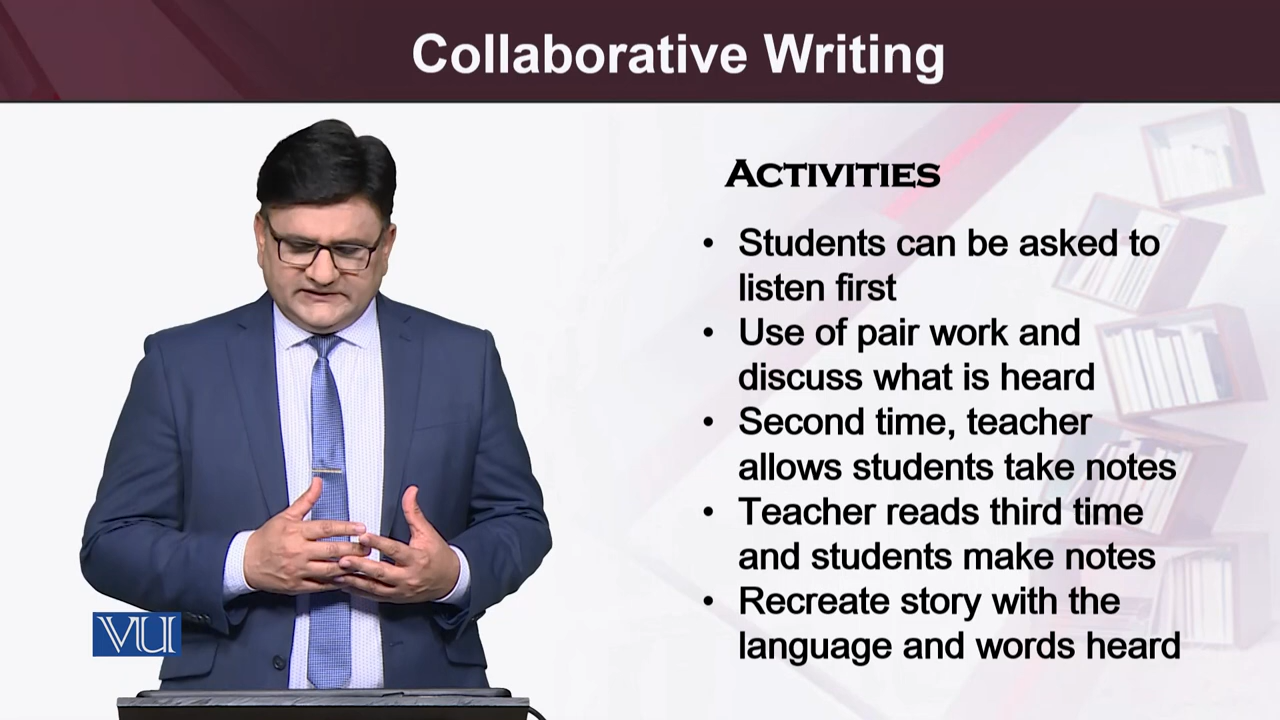 Collaborative Writing
ACTIVITIES
• Students can be asked to
listen first
• Use of pair work and
discuss what is heard
• Second time, teacher
allows students take notes
• Teacher reads third time
and students make notes
• Recreate story with the
language and words heard
VU